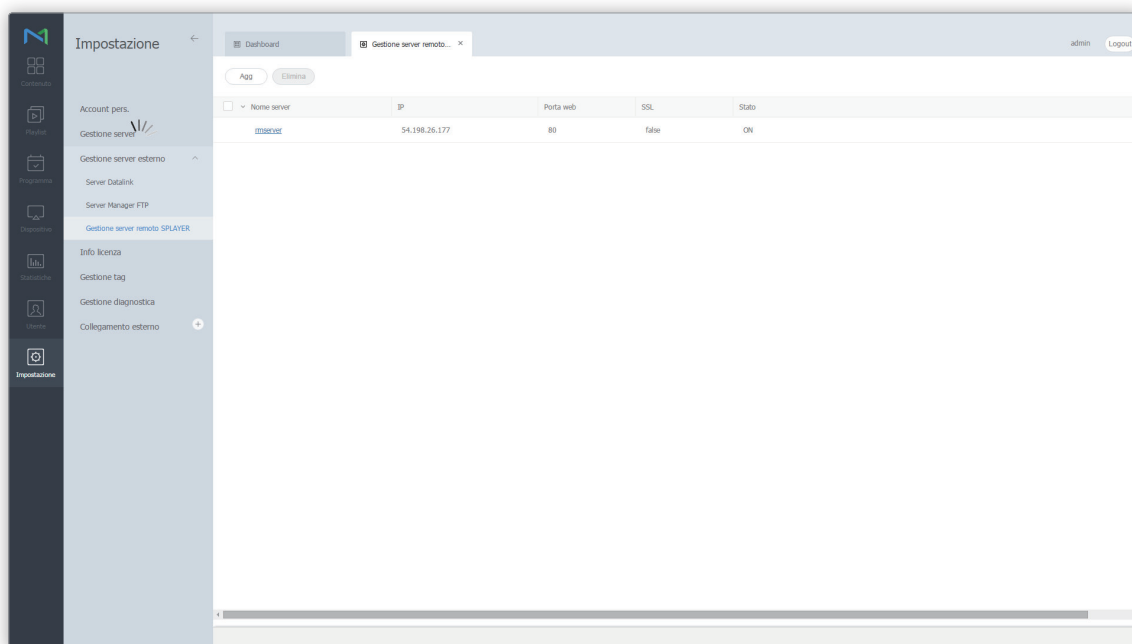 Impostazione
Dashboard
Gestione server remoto...
admin
Logout
Contenuto
Playlist
Programma
Dispositivo
Statistiche
Utente
Impostazione
Account pers.
Gestione server
Gestione server esterno
Server Datalink
Server Manager FTP
Gestione server remoto SPLAYER
Info licenza
Gestione tag
Gestione diagnostica
Collegamento esterno
Agg
Elimina
Nome server IP Porta web SSL Stato
rmserver 54.198.26.177 80 false ON